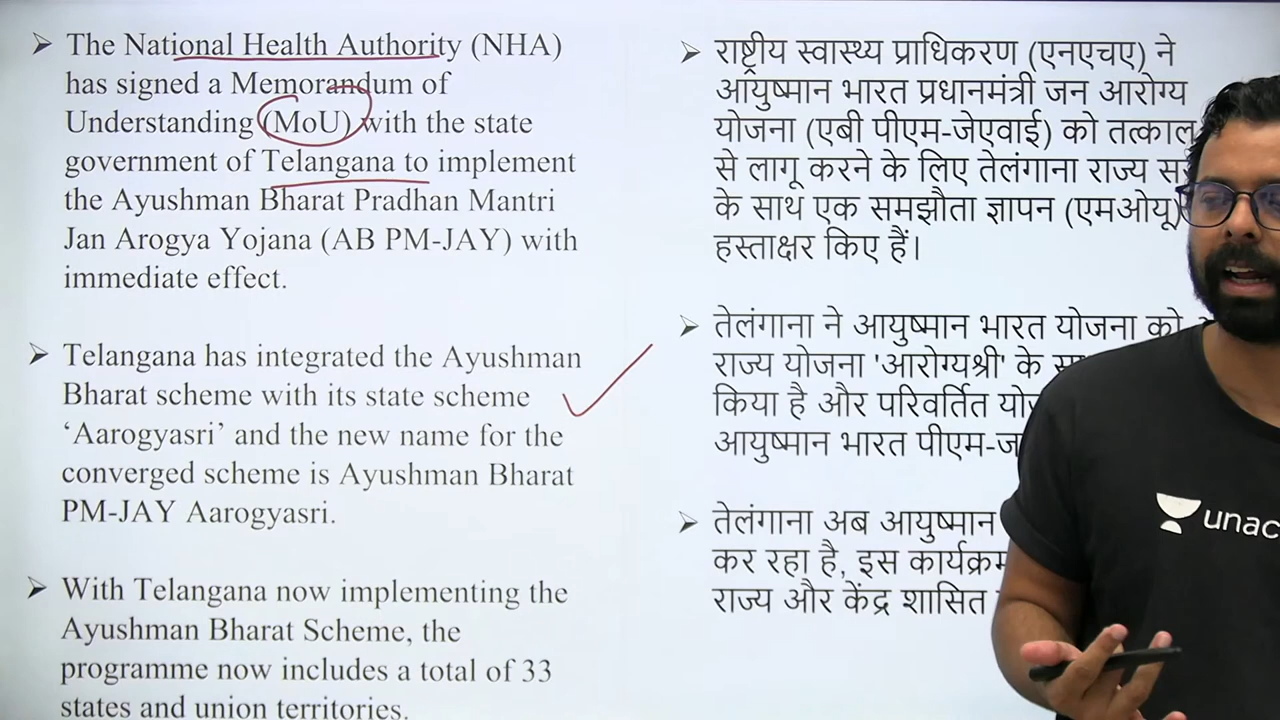 The National Health Authority (NHA)
has signed a Memorandum of
Understanding (MoU) with the state
government of Telangana to implement
the Ayushman Bharat Pradhan Mantri
Jan Arogya Yojana (AB PM-JAY) with
immediate effect.
Telangana has integrated the Ayushman
Bharat scheme with its state scheme
‘Aarogyasri’ and the new name for the
converged scheme is Ayushman Bharat
PM-JAY Aarogyasri.
With Telangana now implementing the
Ayushman Bharat Scheme, the
programme now includes a total of 33
states and union territories.
राष्ट्रीय स्वास्थ्य प्राधिकरण (एनएचए) ने
आयुष्मान भारत प्रधानमंत्री जन आरोग्य
योजना (एबी पीएम-जेएवाई) को तत्काल
से लागू करने के लिए तेलंगाना राज्य
के साथ एक समझौता ज्ञापन (एमओयू)
हस्ताक्षर किए हैं।
तेलंगाना ने आयुष्मान भारत योजना को
राज्य योजना 'आरोग्यश्री' के
किया है और परिवर्तित
आयुष्मान भारत
तेलंगाना अब आयुष्मान
कर रहा है, इस
राज्य और केंद्र शासित